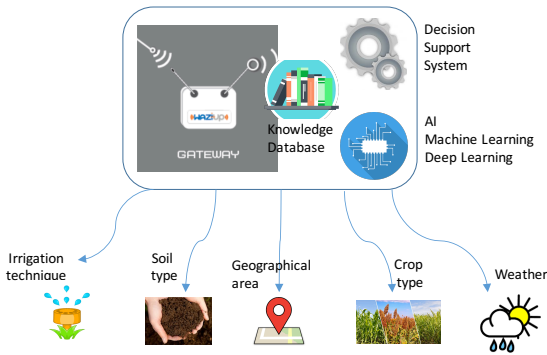 Decision
Support
System
WAZIUP
Knowledge
Database
GATEWAY
AI
Machine Learning
Deep Learning
Irrigation
technique
Soil
type
Geographical
area
Crop
type
Weather